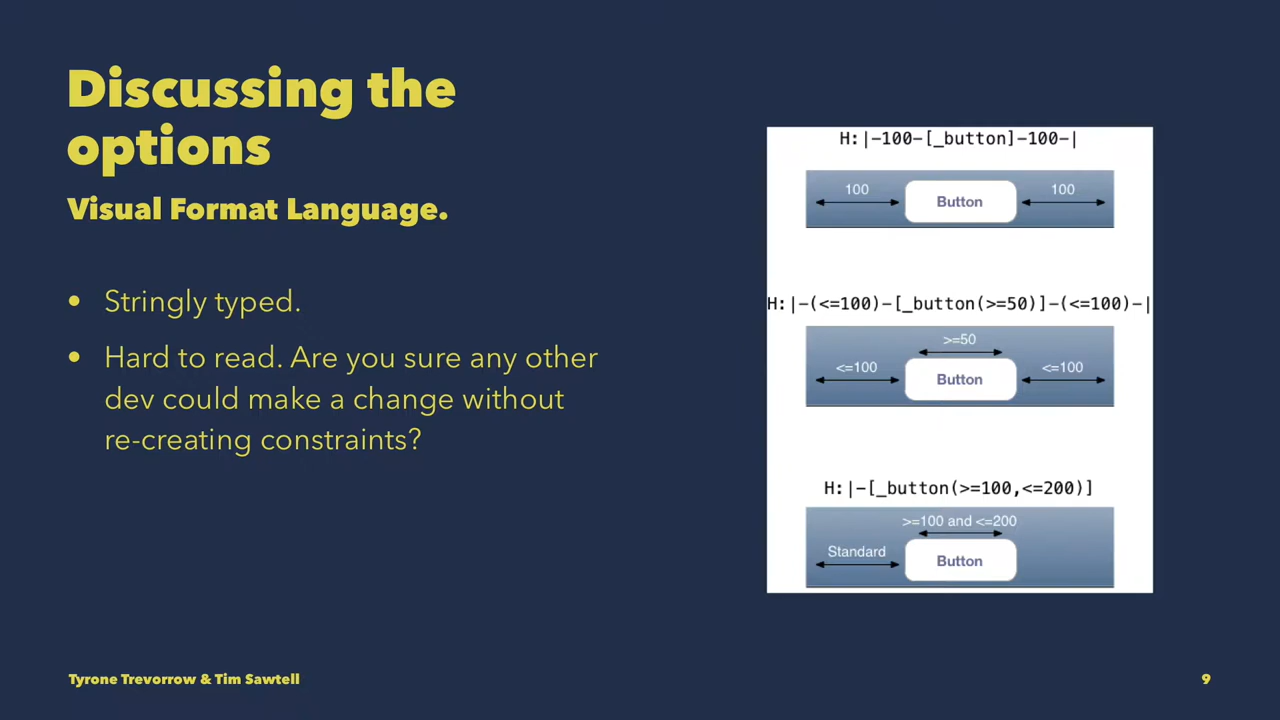 Discussing the
options
Visual Format Language.
• Stringly typed.
• Hard to read. Are you sure any other
dev could make a change without
re-creating constraints?
H:|-100-[_button]-100-|
100
Button
100
H:|-(<=100)-[_button(>=50)]-(<=100)-|
>=50
<=100
Button
<=100
H:|-[_button(>=100,<=200)]
>=100 and <=200
Standard
Button
Tyrone Trevorrow & Tim Sawtell
9